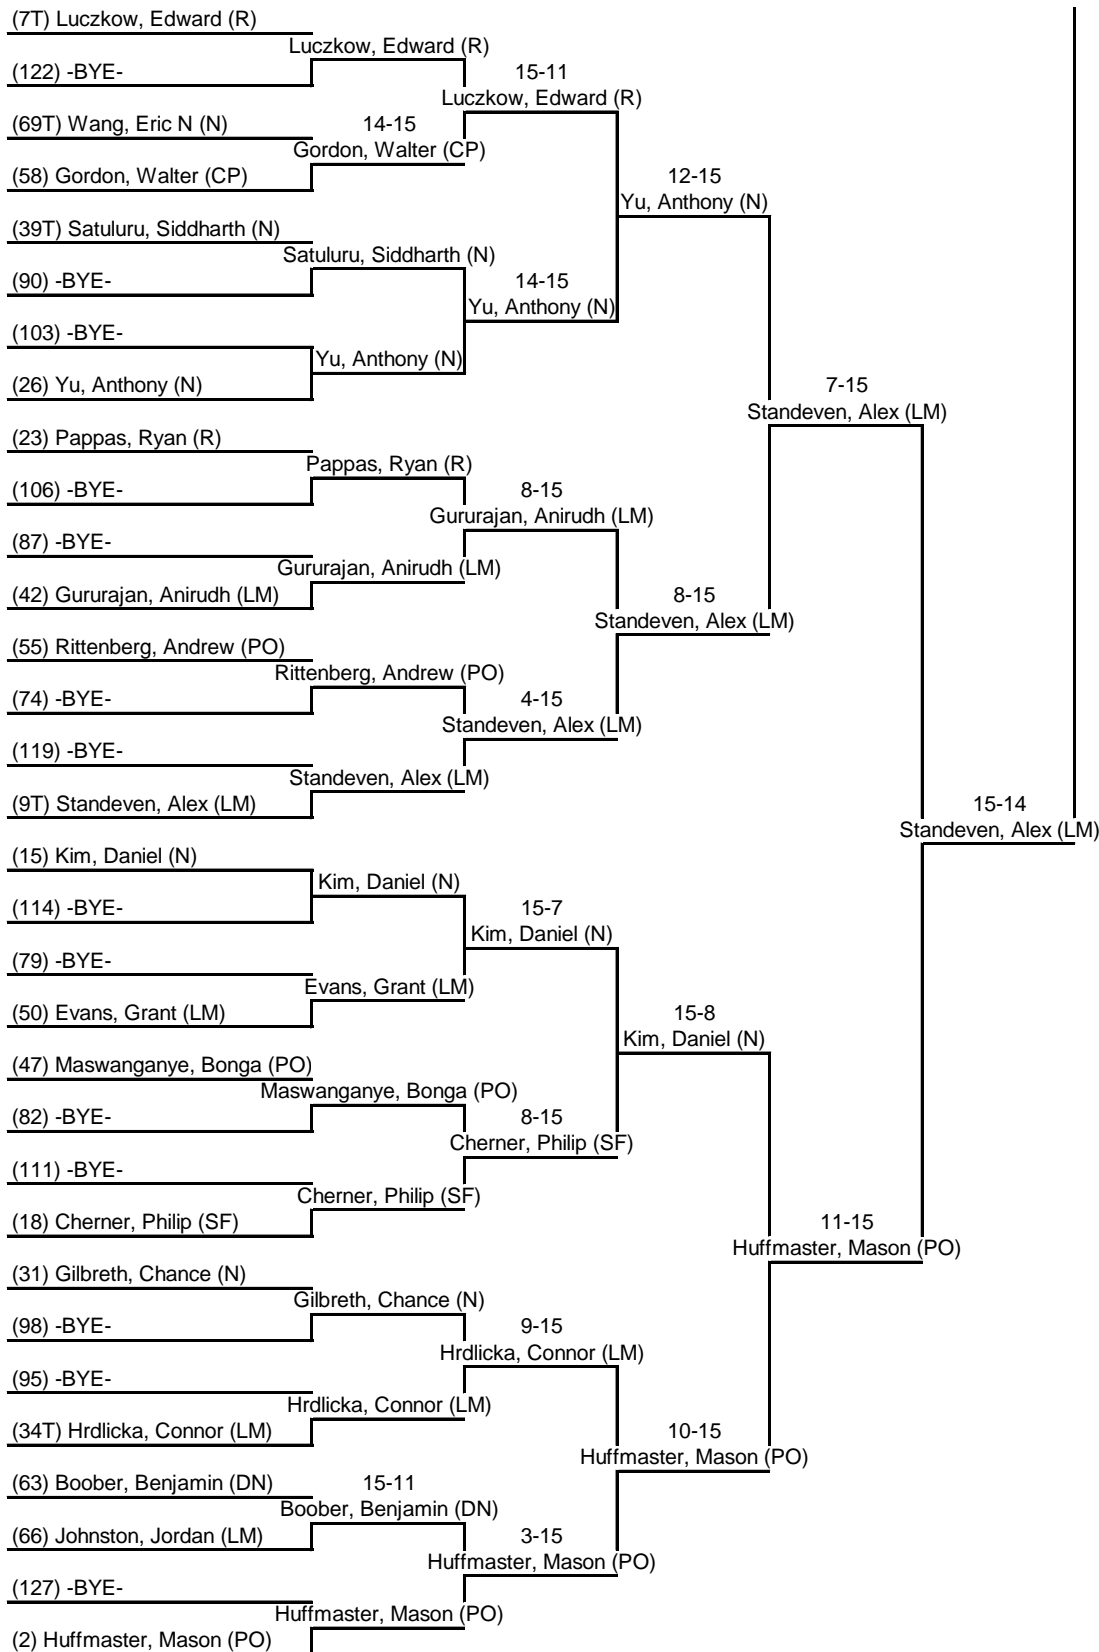 (7T) Luczkow, Edward (R)
Luczkow, Edward (R)
(122) -BYE-
15-11
Luczkow, Edward (R)
(69T) Wang, Eric N (N)
14-15
Gordon, Walter (CP)
(58) Gordon, Walter (CP)
12-15
Yu, Anthony (N)
(39T) Satuluru, Siddharth (N)
Satuluru, Siddharth (N)
(90) -BYE-
14-15
Yu, Anthony (N)
(103) -BYE-
Yu, Anthony (N)
(26) Yu, Anthony (N)
7-15
Standeven, Alex (LM)
(23) Pappas, Ryan (R)
Pappas, Ryan (R)
(106) -BYE-
8-15
Gururajan, Anirudh (LM)
(87) -BYE-
Gururajan, Anirudh (LM)
(42) Gururajan, Anirudh (LM)
8-15
Standeven, Alex (LM)
(55) Rittenberg, Andrew (PO)
Rittenberg, Andrew (PO)
(74) -BYE-
4-15
Standeven, Alex (LM)
(119) -BYE-
Standeven, Alex (LM)
(9T) Standeven, Alex (LM)
15-14
Standeven, Alex (LM)
(15) Kim, Daniel (N)
Kim, Daniel (N)
(114) -BYE-
15-7
Kim, Daniel (N)
(79) -BYE-
Evans, Grant (LM)
(50) Evans, Grant (LM)
15-8
Kim, Daniel (N)
(47) Maswanganye, Bonga (PO)
Maswanganye, Bonga (PO)
(82) -BYE-
8-15
Cherner, Philip (SF)
(111) -BYE-
Cherner, Philip (SF)
(18) Cherner, Philip (SF)
11-15
Huffmaster, Mason (PO)
(31) Gilbreth, Chance (N)
Gilbreth, Chance (N)
(98) -BYE-
9-15
Hrdlicka, Connor (LM)
(95) -BYE-
Hrdlicka, Connor (LM)
(34T) Hrdlicka, Connor (LM)
10-15
Huffmaster, Mason (PO)
(63) Boober, Benjamin (DN)
15-11
Boober, Benjamin (DN)
(66) Johnston, Jordan (LM)
3-15
Huffmaster, Mason (PO)
(127) -BYE-
Huffmaster, Mason (PO)
(2) Huffmaster, Mason (PO)